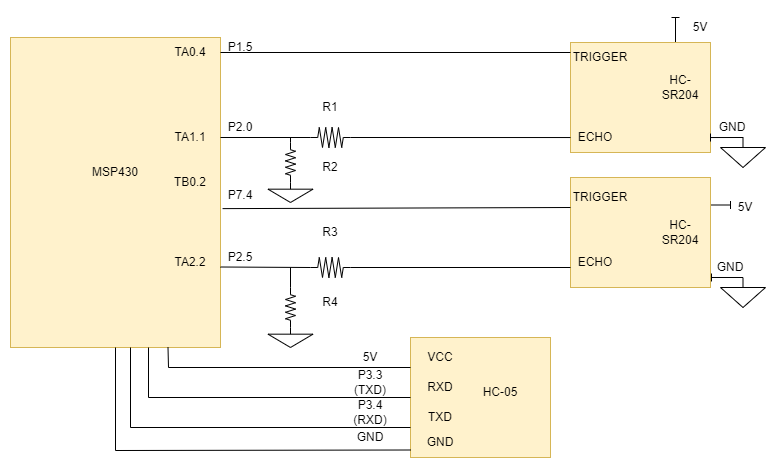 5V
TA0.4
P1.5
TRIGGER
HC-
SR204
R1
P2.0
TA1.1
ECHO
GND
R2
MSP430
TB0.2
P7.4
TRIGGER
5V
HC-
SR204
R3
P2.5
TA2.2
ECHO
GND
R4
5V
VCC
P3.3
(TXD)
RXD
HC-05
P3.4
(RXD)
TXD
GND
GND